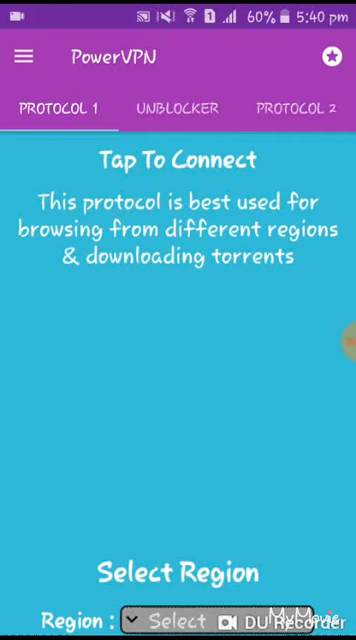 1 60% 5:40 pm
PowerVPN
PROTOCOL 1 UNBLOCKER PROTOCOL 2
Tap To Connect
This protocol is best used for
browsing from different regions
& downloading torrents
Select Region
Region : Select
DU Recorder